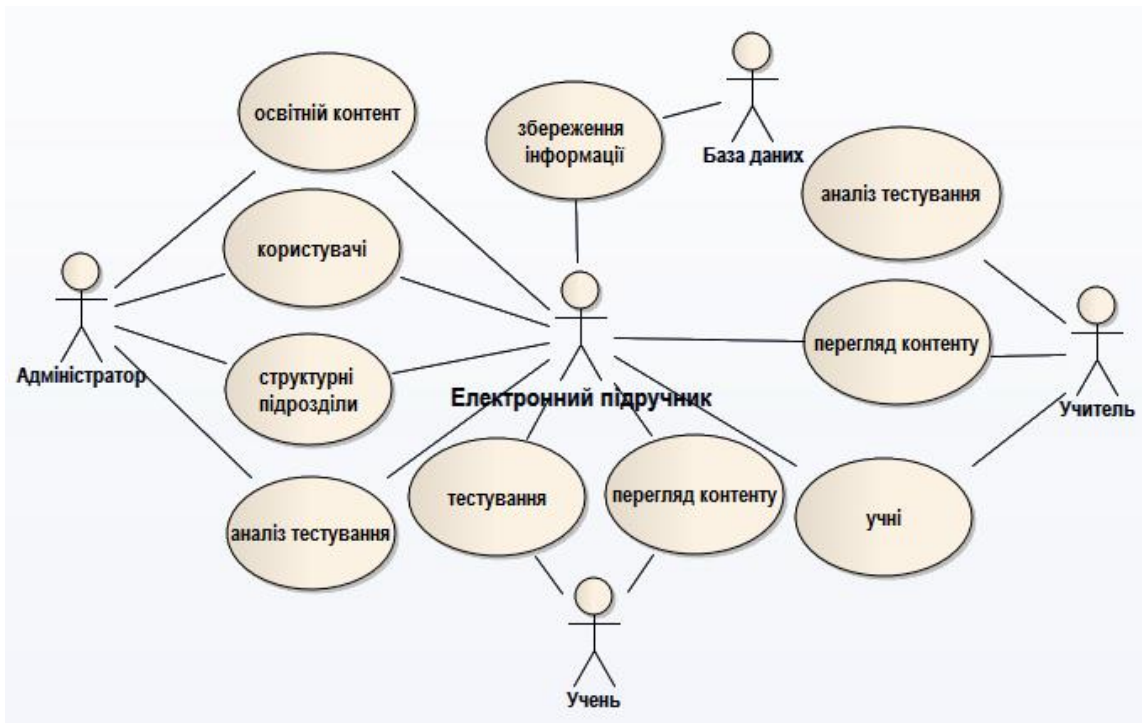 освітній контент
збереження
інформації
База даних
аналіз тестування
користувачі
перегляд контенту
Адміністратор
структурні
підрозділи
Електронний підручник
Учитель
тестування
перегляд контенту
учні
аналіз тестування
Учень